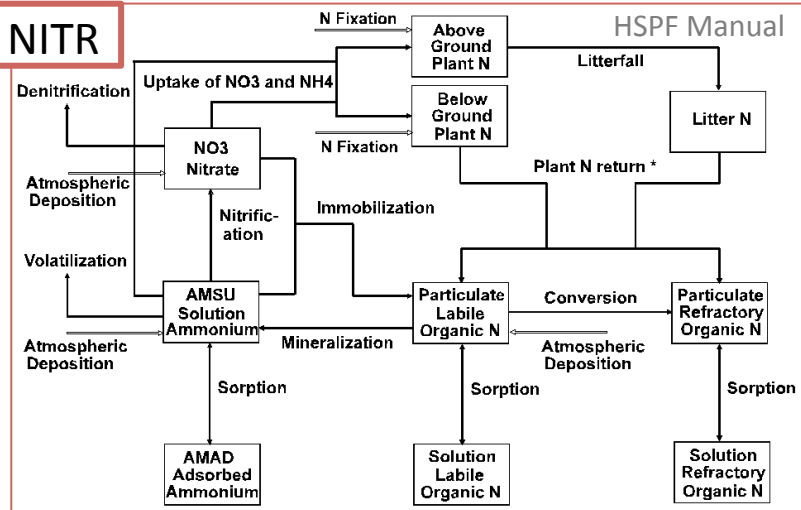 NITR
HSPF Manual
N Fixation
Above
Ground
Plant N
Litterfall
Uptake of NO3 and NH4
Denitrification
Below
Ground
Plant N
Litter N
N Fixation
NO3
Nitrate
Plant N return *
Atmospheric
Deposition
Nitrific-
ation
Immobilization
Volatilization
AMSU
Solution
Ammonium
Particulate
Labile
Organic N
Conversion
Particulate
Refractory
Organic N
Mineralization
Atmospheric
Deposition
Atmospheric
Deposition
Sorption
Sorption
Sorption
AMAD
Adsorbed
Ammonium
Solution
Labile
Organic N
Solution
Refractory
Organic N